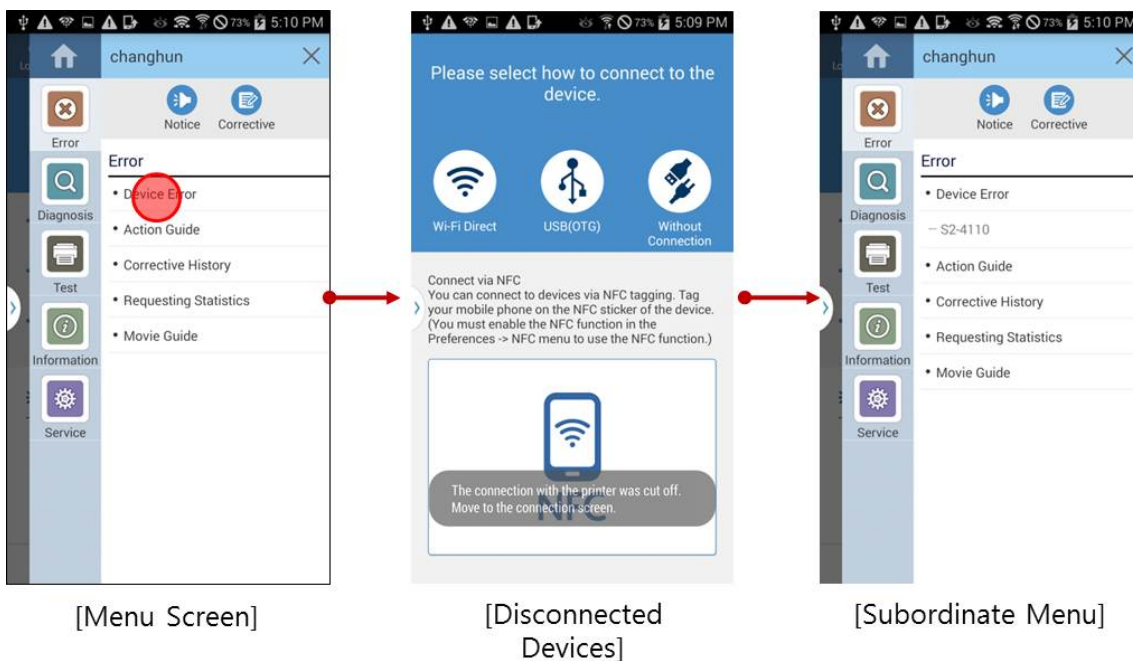 73% 5:10 PM
Lo
changhun
Notice Corrective
Error
Diagnosis
Test
Information
Service
Error
• Device Error
• Action Guide
• Corrective History
• Requesting Statistics
• Movie Guide
[Menu Screen]
73% 5:09 PM
Please select how to connect to the
device.
Wi-Fi Direct
USB(OTG)
Without
Connection
Connect via NFC
You can connect to devices via NFC tagging. Tag
your mobile phone on the NFC sticker of the device.
(You must enable the NFC function in the
Preferences -> NFC menu to use the NFC function.)
The connection with the printer was cut off.
Move to the connection screen.
NFC
[Disconnected
Devices]
73% 5:10 PM
Lo
changhun
Notice Corrective
Error
Diagnosis
Test
Information
Service
Error
• Device Error
– S2-4110
• Action Guide
• Corrective History
• Requesting Statistics
• Movie Guide
[Subordinate Menu]